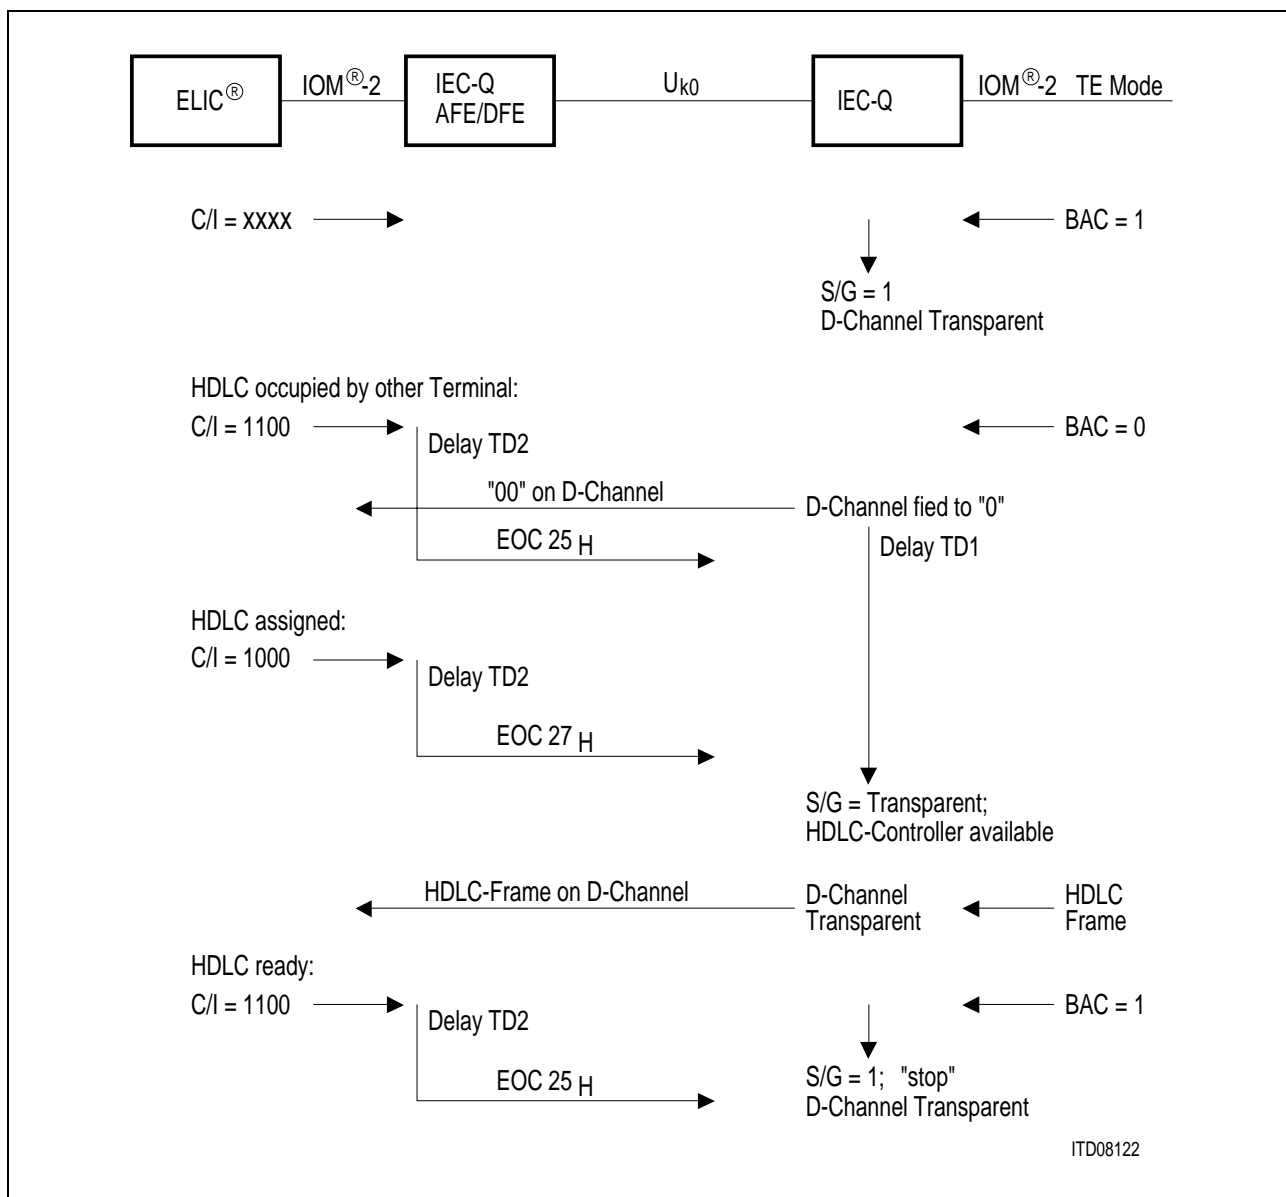 ELIC® IOM®-2 IEC-Q AFE/DFE Uk0 IEC-Q IOM®-2 TE Mode
C/I = xxxx BAC = 1
S/G = 1
D-Channel Transparent
HDLC occupied by other Terminal:
C/I = 1100 BAC = 0
Delay TD2
"00" on D-Channel D-Channel fied to "0"
EOC 25 H Delay TD1
HDLC assigned:
C/I = 1000
Delay TD2
EOC 27 H
S/G = Transparent;
HDLC-Controller available
HDLC-Frame on D-Channel D-Channel HDLC
Transparent Frame
HDLC ready:
C/I = 1100 BAC = 1
Delay TD2
EOC 25 H S/G = 1; "stop"
D-Channel Transparent
ITD08122